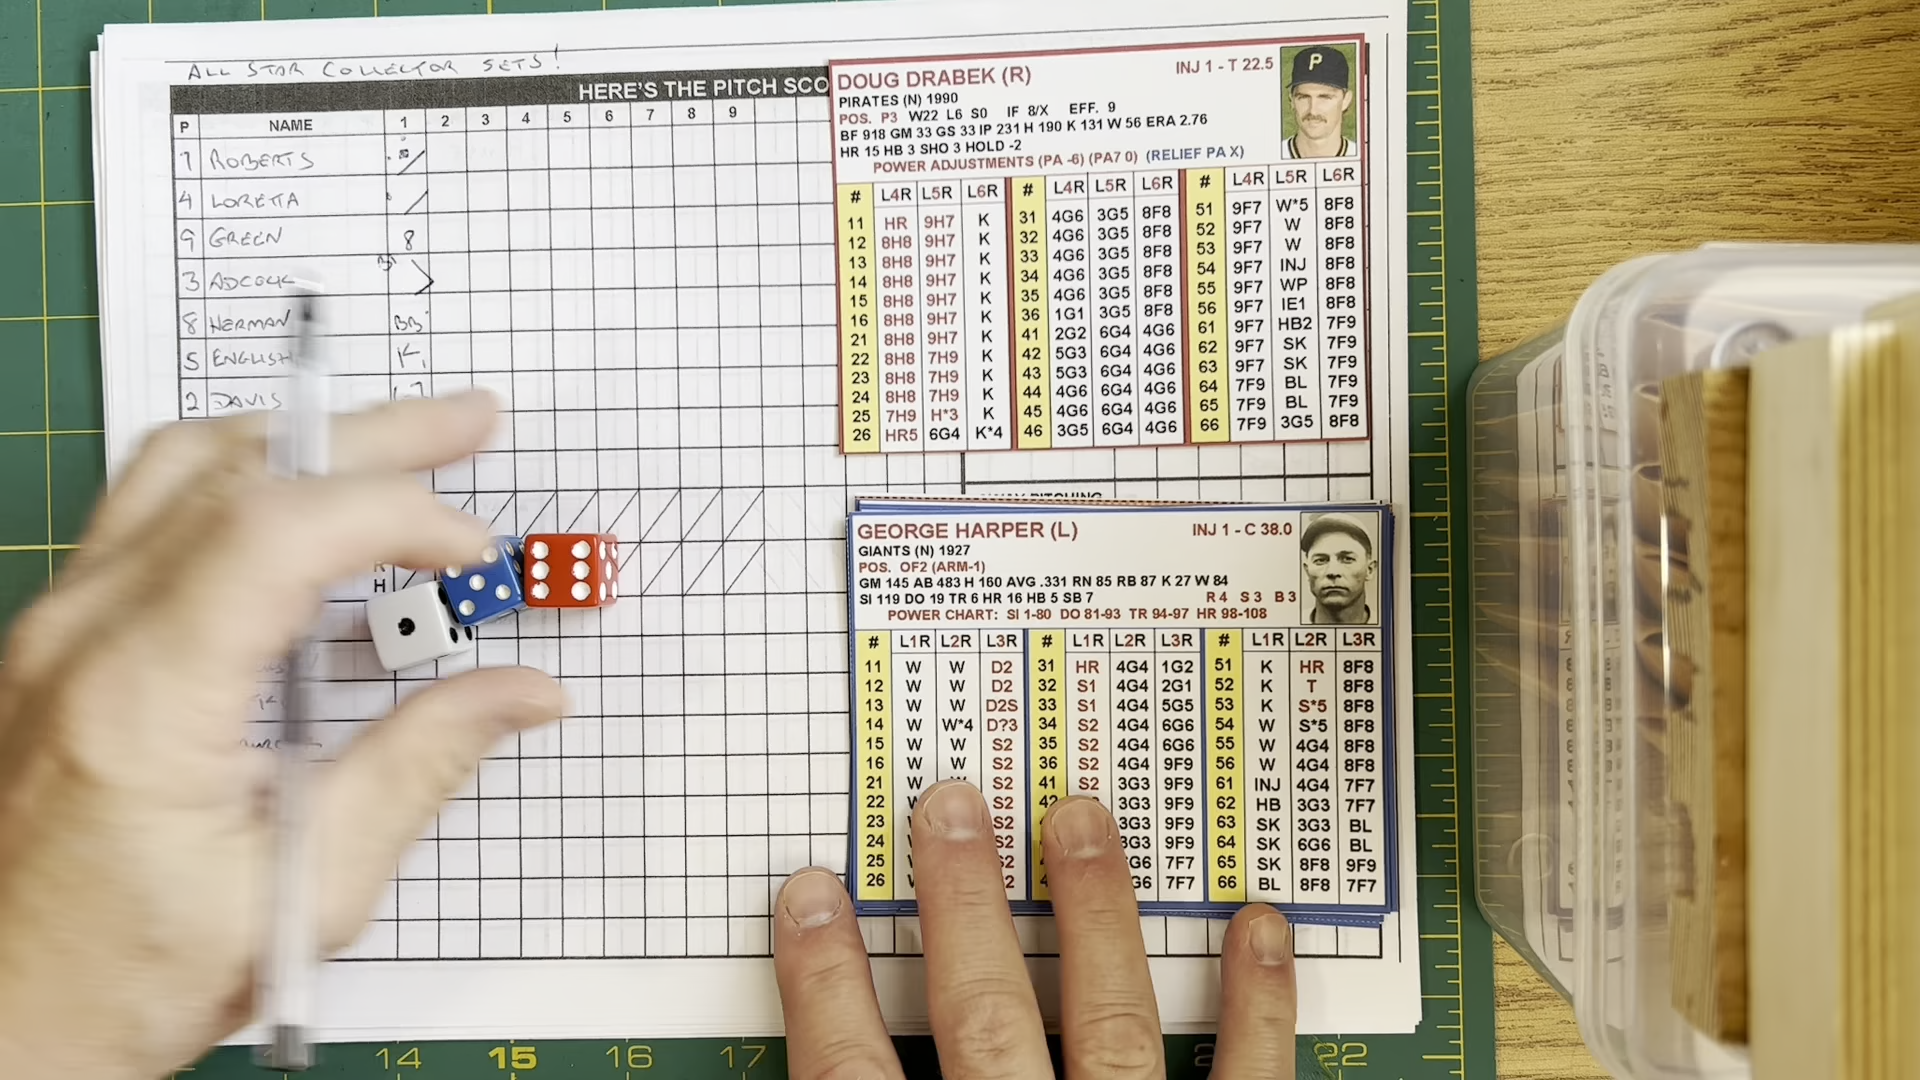 ALL STAR COLLECTOR SETS!
HERE'S THE PITCH SCO
P NAME 1 2 3 4 5 6 7 8 9
7 ROBERTS
4 LORETTA
9 GREEN 8
3 ADCOCK
8 HERMAN BB
5 ENGLISH K
2 DAVIS
R
H
DOUG DRABEK (R) INJ 1 - T 22.5
PIRATES (N) 1990
POS. P3 W22 L6 S0 IF 8/X EFF. 9
BF 918 GM 33 GS 33 IP 231 H 190 K 131 W 56 ERA 2.76
HR 15 HB 3 SHO 3 HOLD -2
POWER ADJUSTMENTS (PA -6) (PA7 0) (RELIEF PA X)
# L4R L5R L6R # L4R L5R L6R # L4R L5R L6R
11 HR 9H7 K 31 4G6 3G5 8F8 51 9F7 W*5 8F8
12 8H8 9H7 K 32 4G6 3G5 8F8 52 9F7 W 8F8
13 8H8 9H7 K 33 4G6 3G5 8F8 53 9F7 W 8F8
14 8H8 9H7 K 34 4G6 3G5 8F8 54 9F7 INJ 8F8
15 8H8 9H7 K 35 4G6 3G5 8F8 55 9F7 WP 8F8
16 8H8 9H7 K 36 1G1 3G5 8F8 56 9F7 IE1 8F8
21 8H8 9H7 K 41 2G2 6G4 4G6 61 9F7 HB2 7F9
22 8H8 7H9 K 42 5G3 6G4 4G6 62 9F7 SK 7F9
23 8H8 7H9 K 43 5G3 6G4 4G6 63 9F7 SK 7F9
24 8H8 7H9 K 44 4G6 6G4 4G6 64 7F9 BL 7F9
25 7H9 H*3 K 45 4G6 6G4 4G6 65 7F9 BL 7F9
26 HR5 6G4 K*4 46 3G5 6G4 4G6 66 7F9 3G5 8F8
GEORGE HARPER (L) INJ 1 - C 38.0
GIANTS (N) 1927
POS. OF2 (ARM-1)
GM 145 AB 483 H 160 AVG .331 RN 85 RB 87 K 27 W 84
SI 119 DO 19 TR 6 HR 16 HB 5 SB 7 R 4 S 3 B 3
POWER CHART: SI 1-80 DO 81-93 TR 94-97 HR 98-108
# L1R L2R L3R # L1R L2R L3R # L1R L2R L3R
11 W W D2 31 HR 4G4 1G2 51 K HR 8F8
12 W W D2 32 S1 4G4 2G1 52 K T 8F8
13 W W D2S 33 S1 4G4 5G5 53 K S*5 8F8
14 W W*4 D?3 34 S2 4G4 6G6 54 W S*5 8F8
15 W W S2 35 S2 4G4 6G6 55 W 4G4 8F8
16 W W S2 36 S2 4G4 9F9 56 W 4G4 8F8
21 W W S2 41 S2 3G3 9F9 61 INJ 4G4 7F7
22 S2 42 3G3 9F9 62 HB 3G3 7F7
23 S2 3G3 9F9 63 SK 3G3 BL
24 S2 3G3 9F9 64 SK 6G6 BL
25 7F7 65 SK 8F8 9F9
26 7F7 66 BL 8F8 7F7
14 15 16 17 22